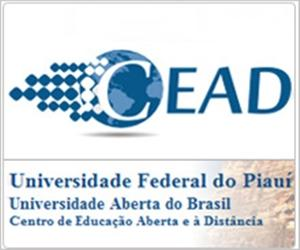 CEAD
Universidade Federal do Piauí
Universidade Aberta do Brasil
Centro de Educação Aberta e à Distância